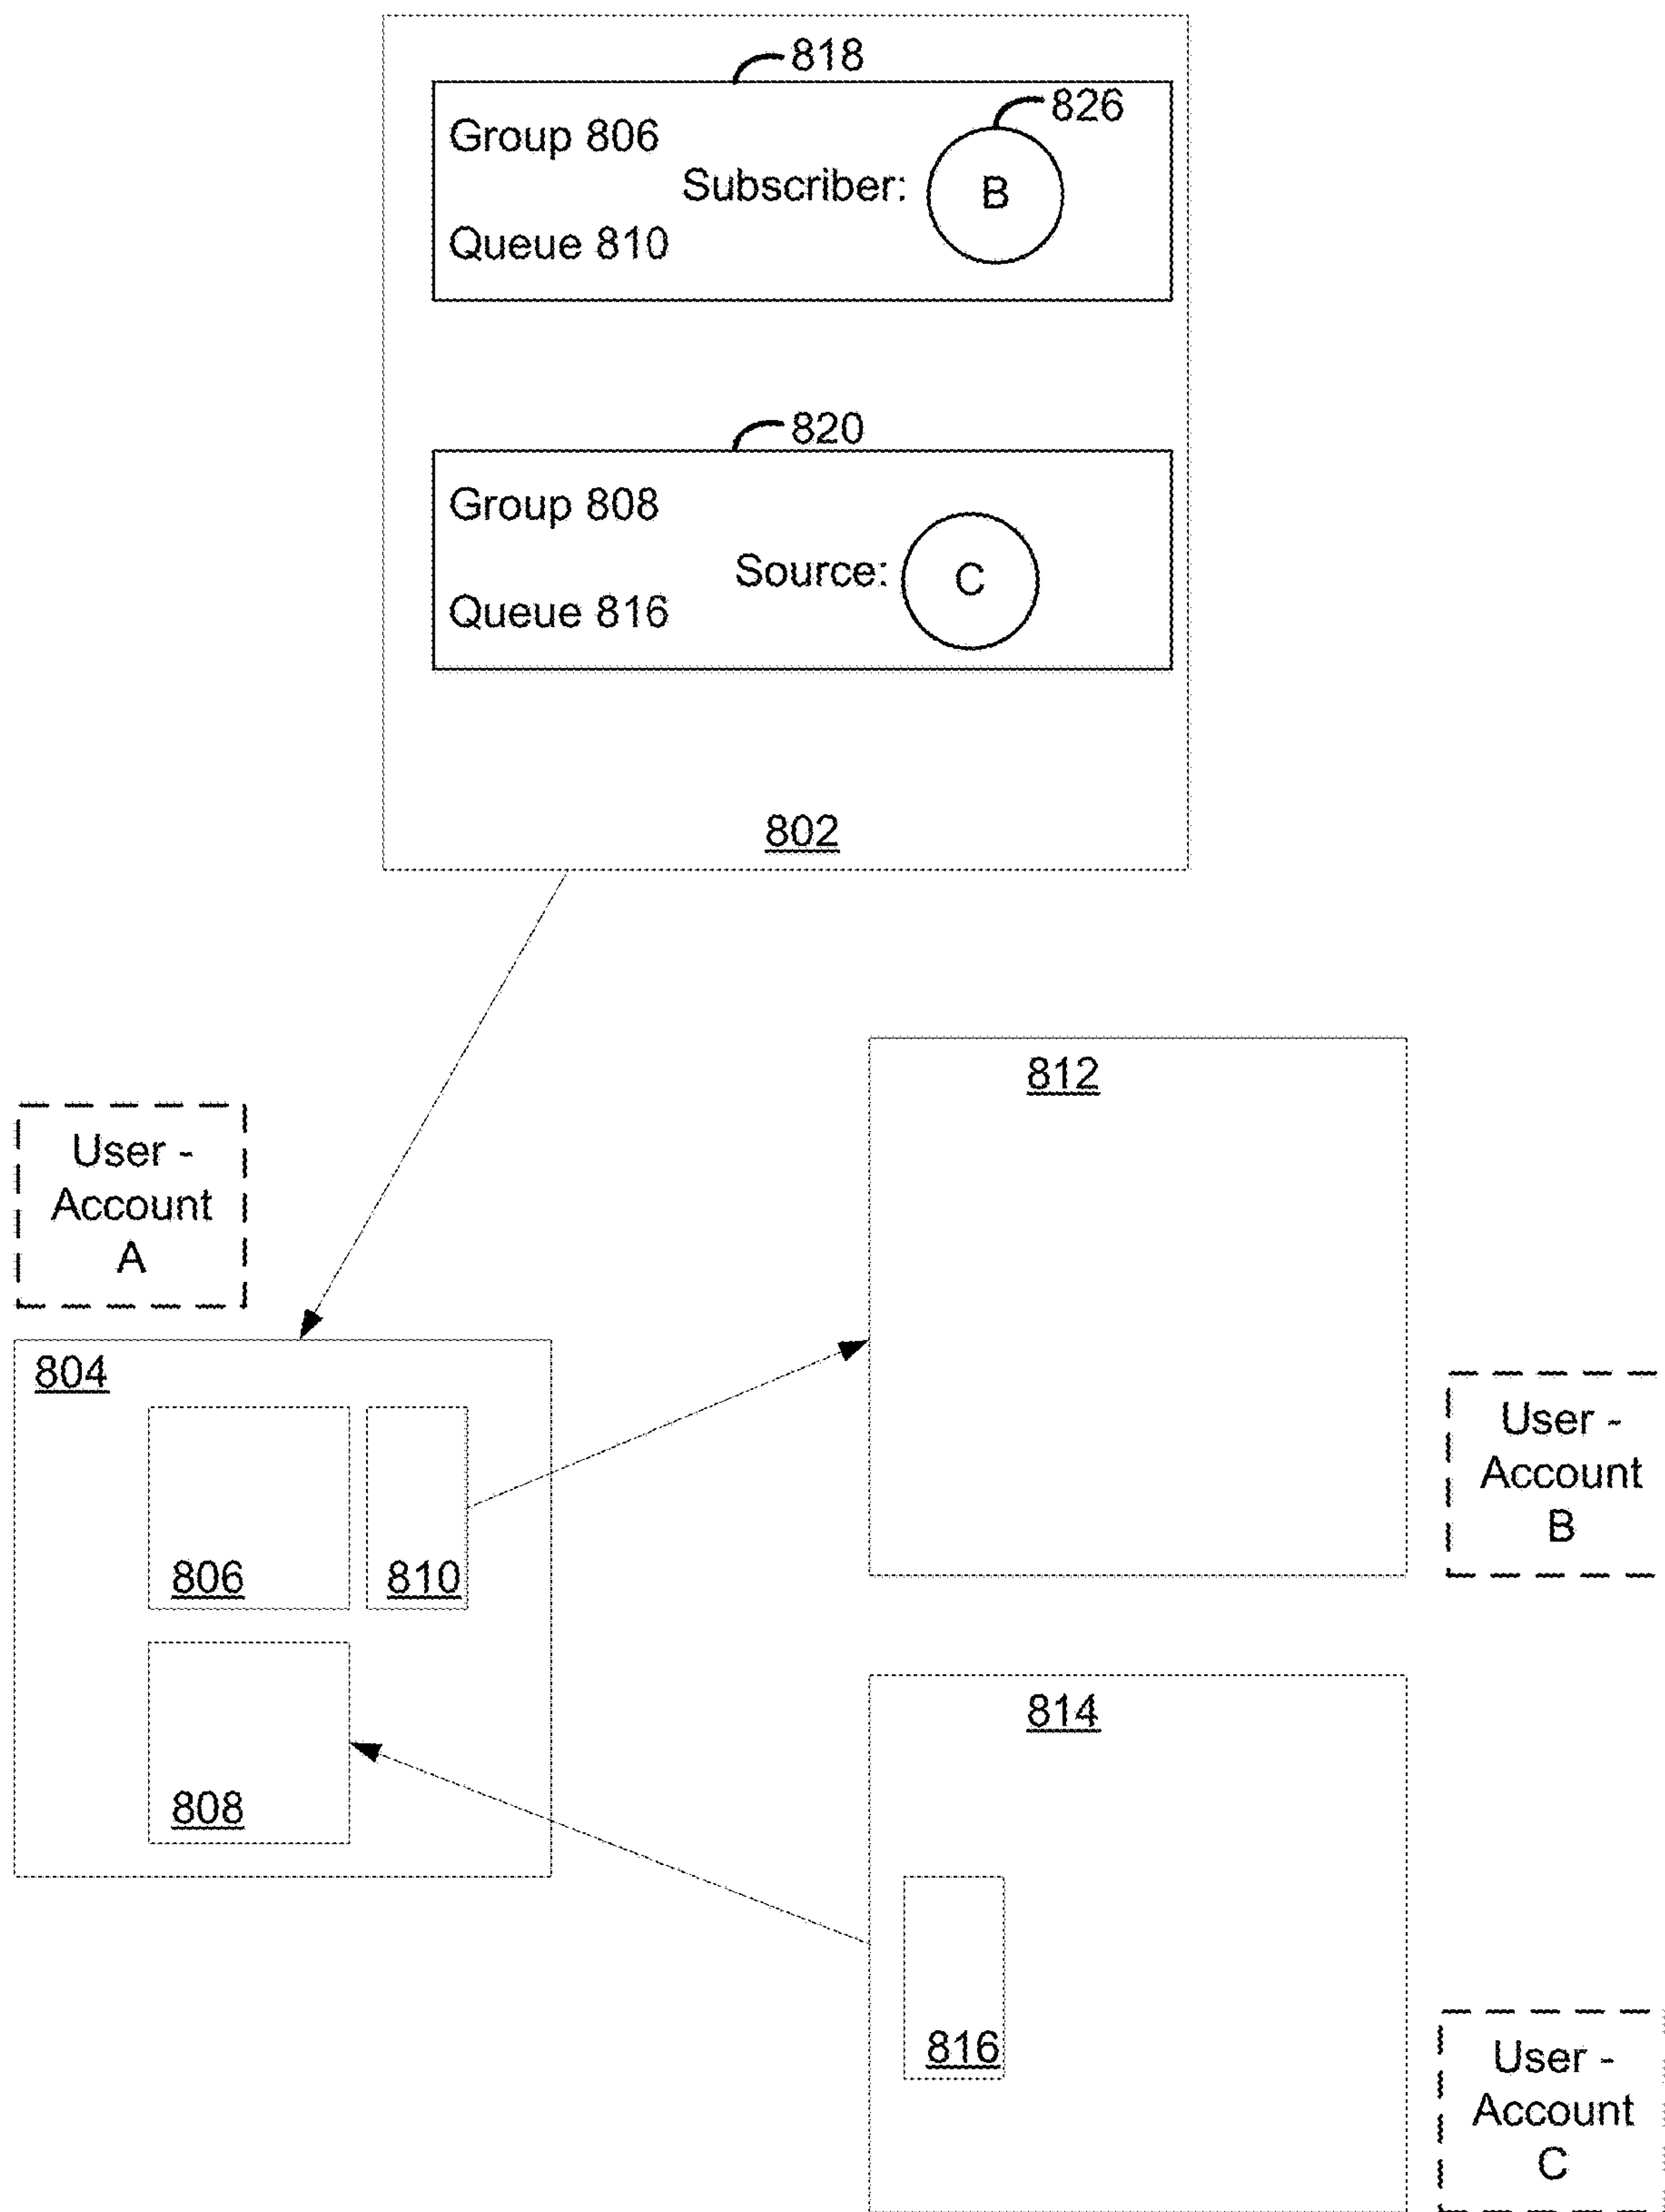 818
826
Group 806
Subscriber:
B
Queue 810
820
Group 808
Source:
C
Queue 816
802
812
User -
Account
A
804
User -
Account
B
806
810
814
808
816
User -
Account
C